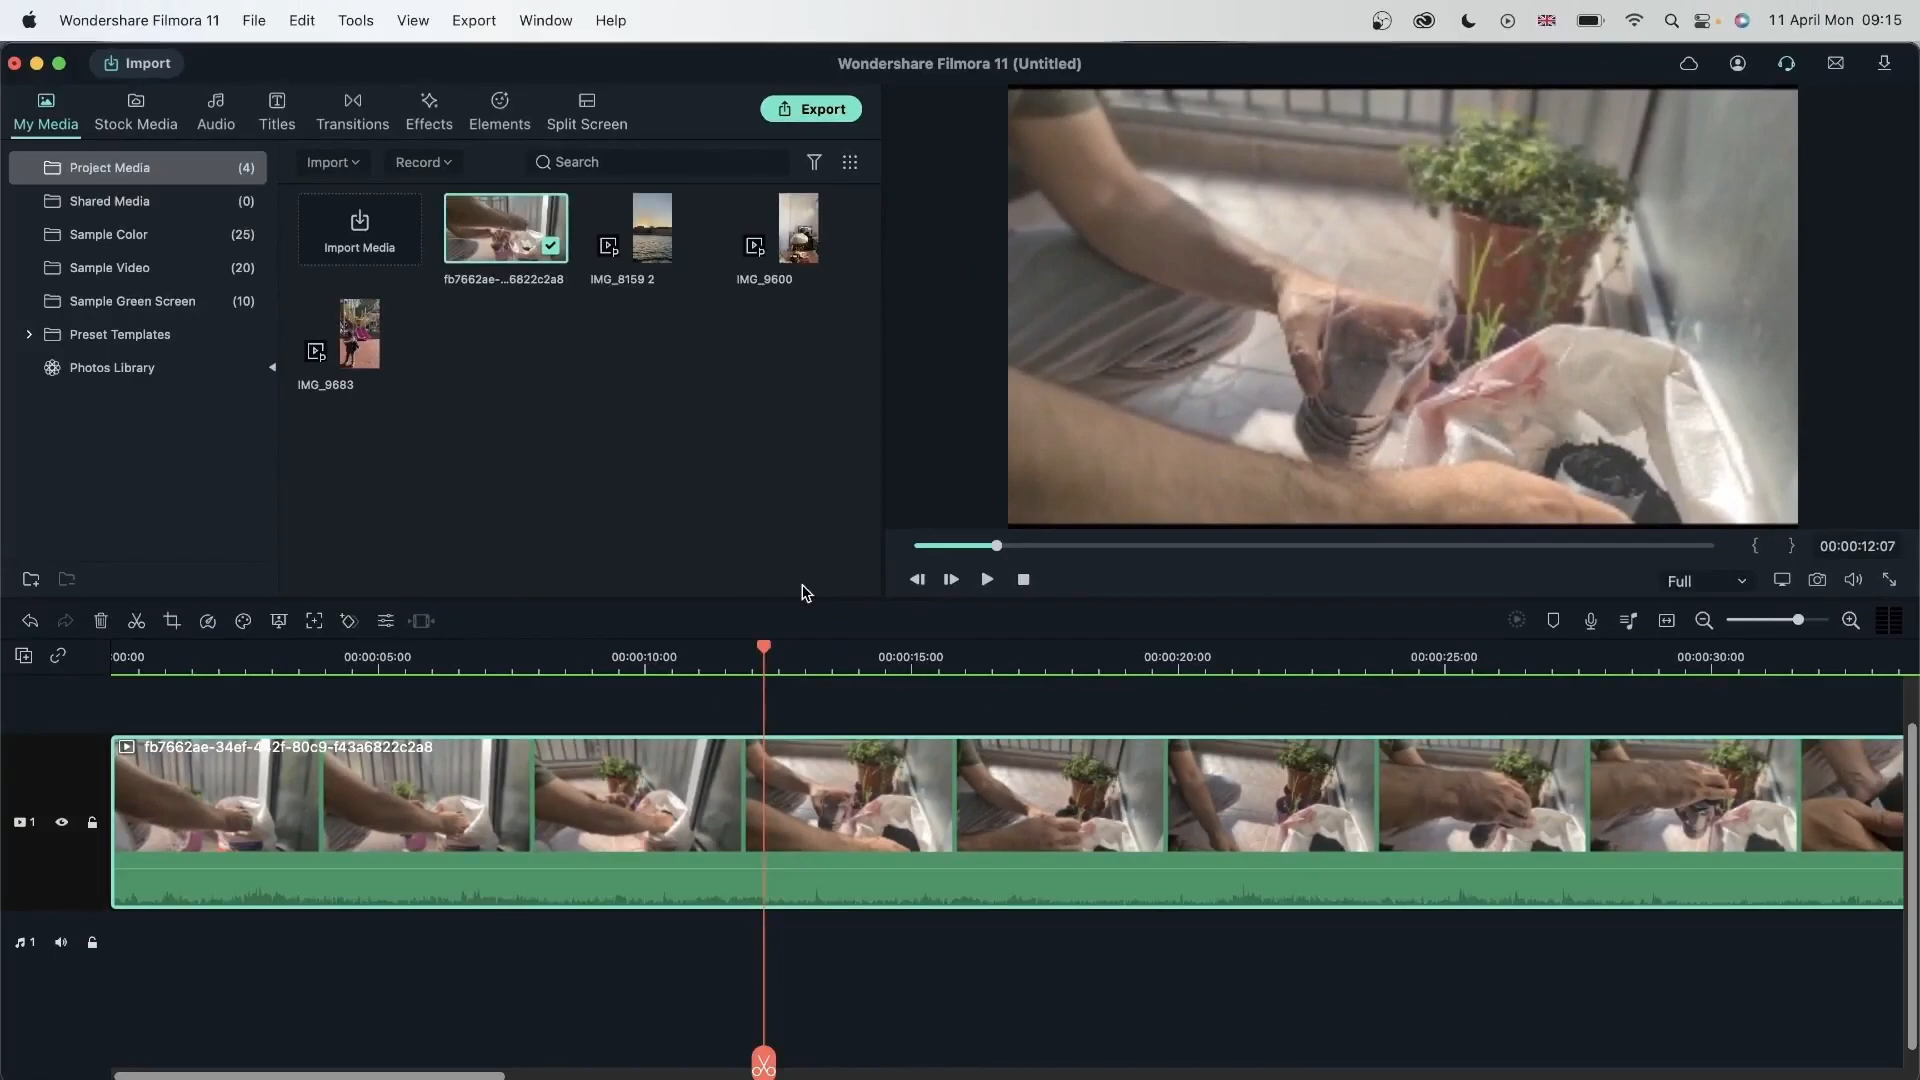 Wondershare Filmora 11 File Edit Tools View Export Window Help 11 April Mon 09:15
Import Wondershare Filmora 11 (Untitled)
My Media Stock Media Audio Titles Transitions Effects Elements Split Screen Export
Project Media (4) Import Record Search
Shared Media (0)
Sample Color (25)
Sample Video (20)
Sample Green Screen (10)
Preset Templates
Photos Library
Import Media
fb7662ae-...6822c2a8 IMG_8159 2 IMG_9600
IMG_9683
00:00:12:07
Full
:00:00 00:00:05:00 00:00:10:00 00:00:15:00 00:00:20:00 00:00:25:00 00:00:30:00
fb7662ae-34ef-442f-80c9-f43a6822c2a8
1
1